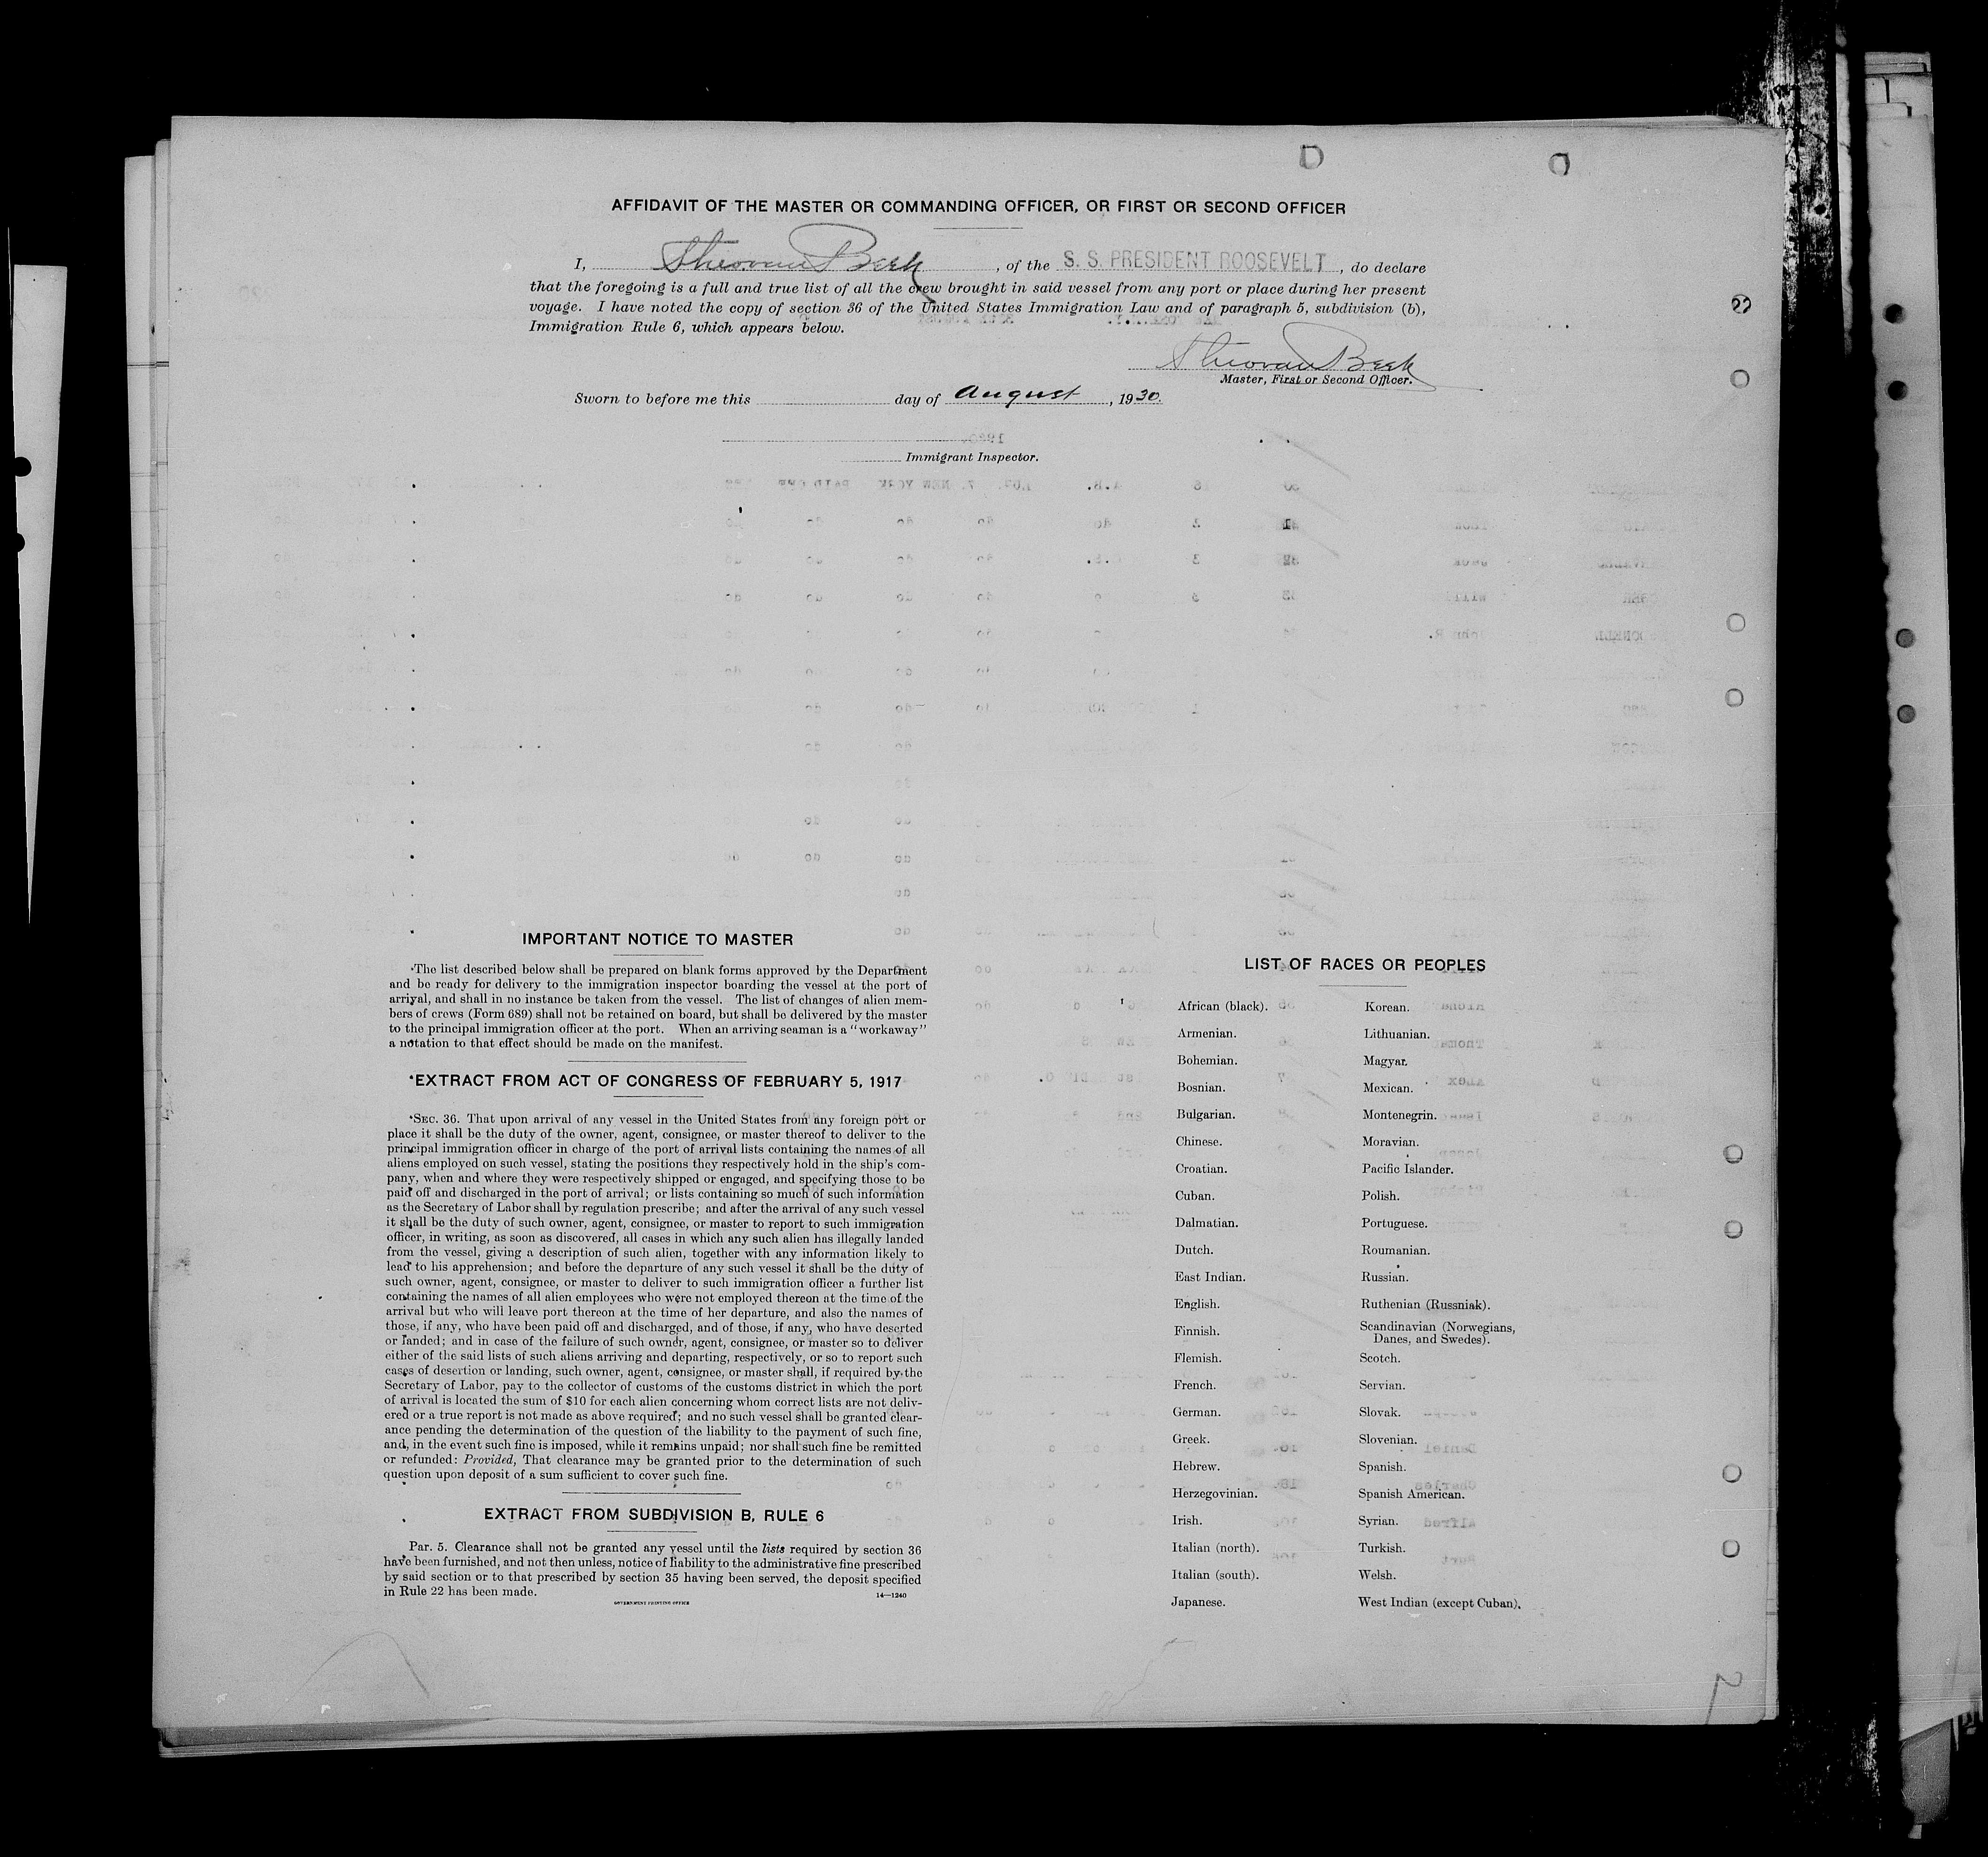 AFFIDAVIT OF THE MASTER OR COMMANDING OFFICER, OR FIRST OR SECOND OFFICER
I, Theo van Beek, of the S. S. PRESIDENT ROOSEVELT, do declare
that the foregoing is a full and true list of all the crew brought in said vessel from any port or place during her present
voyage. I have noted the copy of section 36 of the United States Immigration Law and of paragraph 5, subdivision (b),
Immigration Rule 6, which appears below.
Theo van Beek
Master, First or Second Officer.
Sworn to before me this day of August, 1930.
Immigrant Inspector.
IMPORTANT NOTICE TO MASTER
The list described below shall be prepared on blank forms approved by the Department
and be ready for delivery to the immigration inspector boarding the vessel at the port of
arrival, and shall in no instance be taken from the vessel. The list of changes of alien mem-
bers of crews (Form 689) shall not be retained on board, but shall be delivered by the master
to the principal immigration officer at the port. When an arriving seaman is a "workaway"
a notation to that effect should be made on the manifest.
EXTRACT FROM ACT OF CONGRESS OF FEBRUARY 5, 1917
SEC. 36. That upon arrival of any vessel in the United States from any foreign port or
place it shall be the duty of the owner, agent, consignee, or master thereof to deliver to the
principal immigration officer in charge of the port of arrival lists containing the names of all
aliens employed on such vessel, stating the positions they respectively hold in the ship's com-
pany, when and where they were respectively shipped or engaged, and specifying those to be
paid off and discharged in the port of arrival; or lists containing so much of such information
as the Secretary of Labor shall by regulation prescribe; and after the arrival of any such vessel
it shall be the duty of such owner, agent, consignee, or master to report to such immigration
officer, in writing, as soon as discovered, all cases in which any such alien has illegally landed
from the vessel, giving a description of such alien, together with any information likely to
lead to his apprehension; and before the departure of any such vessel it shall be the duty of
such owner, agent, consignee, or master to deliver to such immigration officer a further list
containing the names of all alien employees who were not employed thereon at the time of the
arrival but who will leave port thereon at the time of her departure, and also the names of
those, if any, who have been paid off and discharged, and of those, if any, who have deserted
or landed; and in case of the failure of such owner, agent, consignee, or master so to deliver
either of the said lists of such aliens arriving and departing, respectively, or so to report such
cases of desertion or landing, such owner, agent, consignee, or master shall, if required by the
Secretary of Labor, pay to the collector of customs of the customs district in which the port
of arrival is located the sum of $10 for each alien concerning whom correct lists are not deliv-
ered or a true report is not made as above required; and no such vessel shall be granted clear-
ance pending the determination of the question of the liability to the payment of such fine,
and, in the event such fine is imposed, while it remains unpaid; nor shall such fine be remitted
or refunded: Provided, That clearance may be granted prior to the determination of such
question upon deposit of a sum sufficient to cover such fine.
EXTRACT FROM SUBDIVISION B, RULE 6
Par. 5. Clearance shall not be granted any vessel until the lists required by section 36
have been furnished, and not then unless, notice of liability to the administrative fine prescribed
by said section or to that prescribed by section 35 having been served, the deposit specified
in Rule 22 has been made.
14—1240
GOVERNMENT PRINTING OFFICE
LIST OF RACES OR PEOPLES
African (black).
Armenian.
Bohemian.
Bosnian.
Bulgarian.
Chinese.
Croatian.
Cuban.
Dalmatian.
Dutch.
East Indian.
English.
Finnish.
Flemish.
French.
German.
Greek.
Hebrew.
Herzegovinian.
Irish.
Italian (north).
Italian (south).
Japanese.
Korean.
Lithuanian.
Magyar.
Mexican.
Montenegrin.
Moravian.
Pacific Islander.
Polish.
Portuguese.
Roumanian.
Russian.
Ruthenian (Russniak).
Scandinavian (Norwegians,
Danes, and Swedes).
Scotch.
Servian.
Slovak.
Slovenian.
Spanish.
Spanish American.
Syrian.
Turkish.
Welsh.
West Indian (except Cuban).